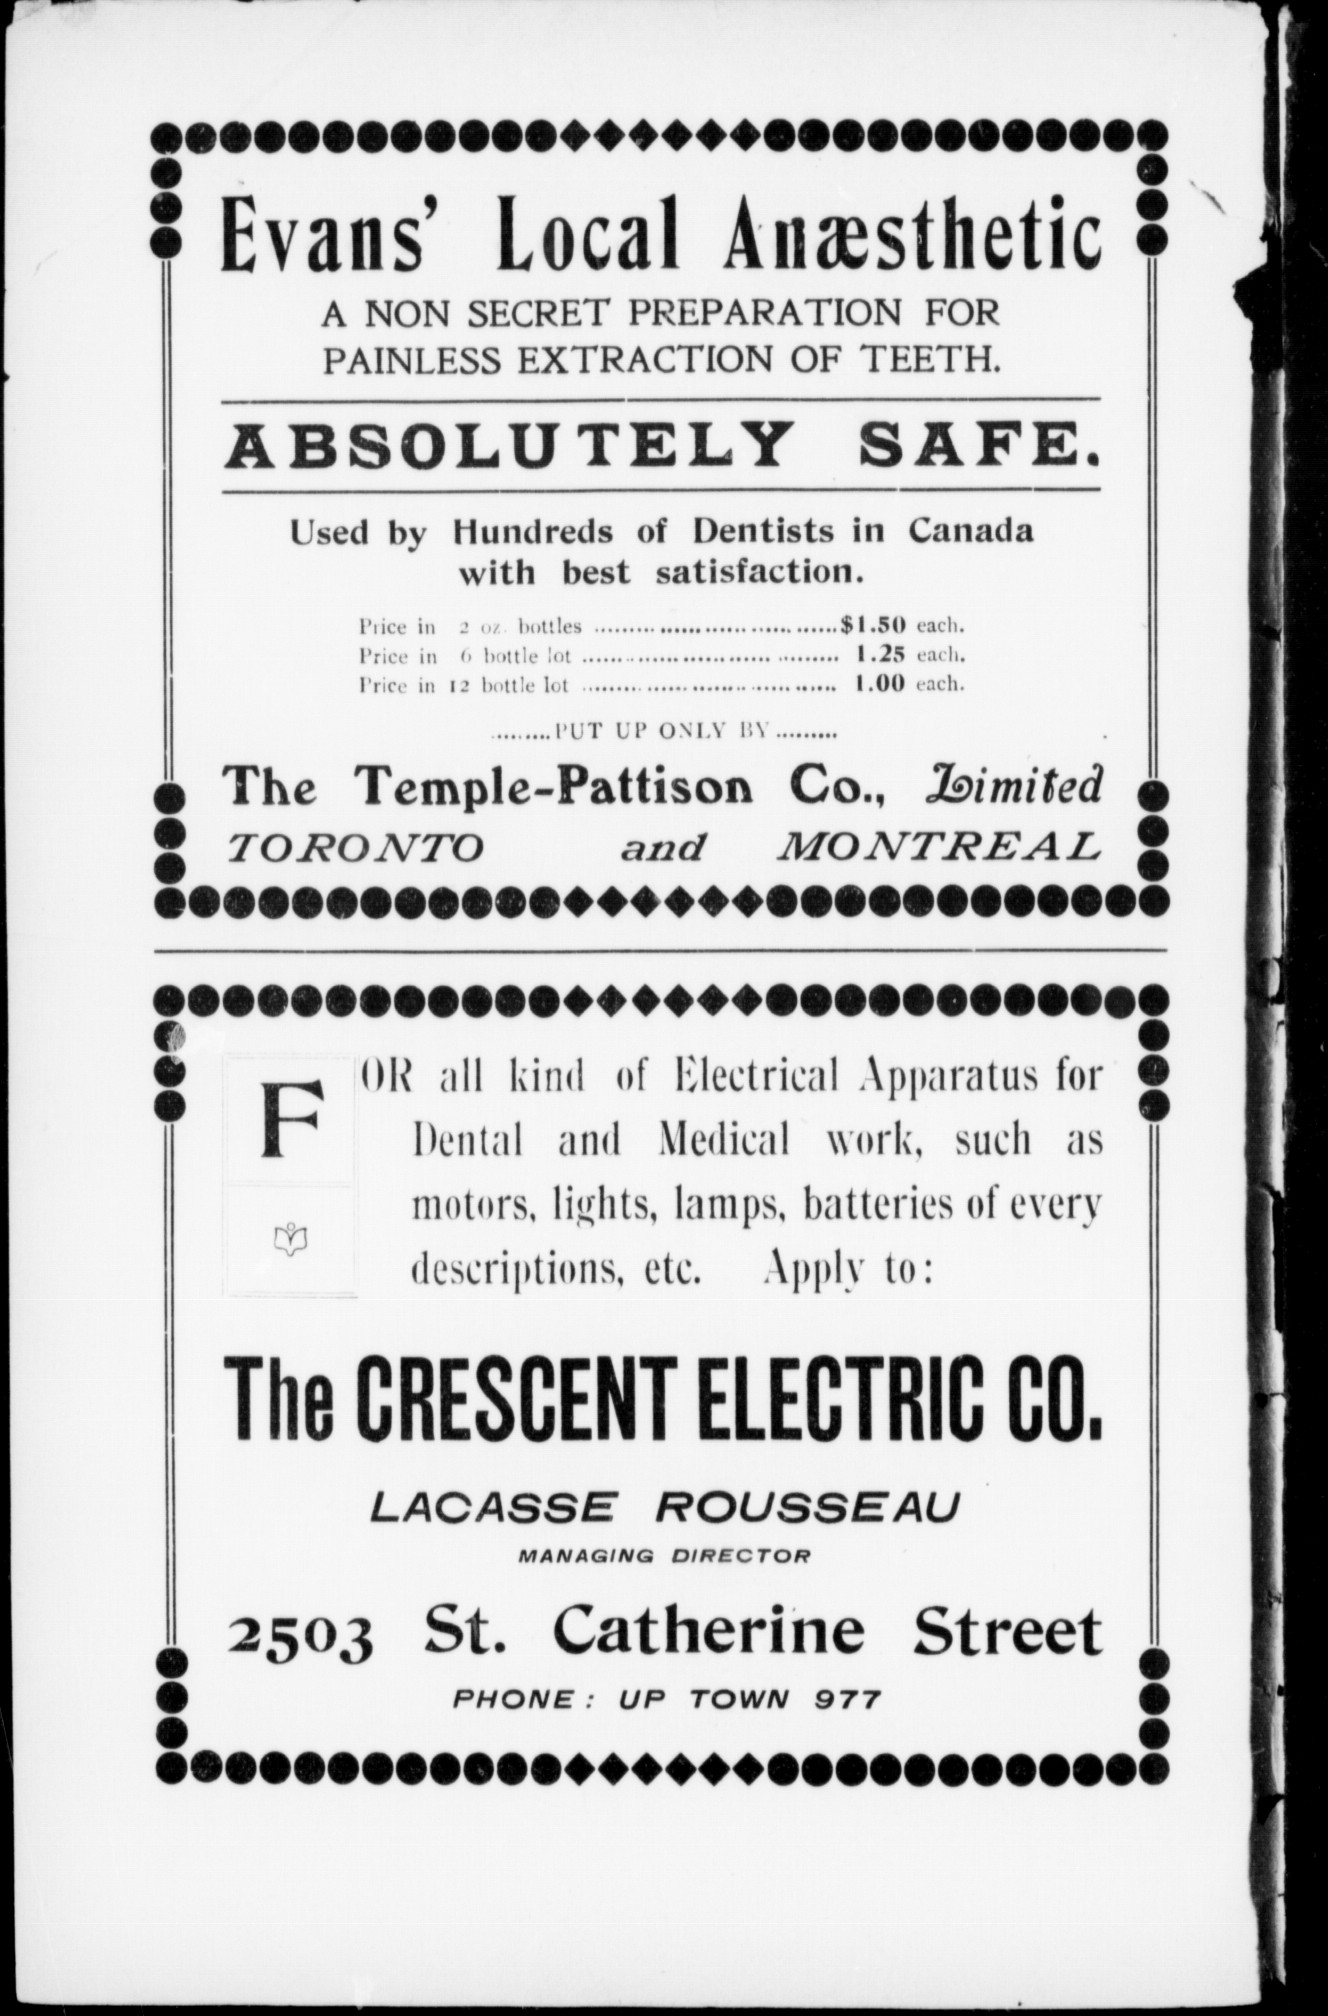 Evans' Local Anæsthetic
A NON SECRET PREPARATION FOR
PAINLESS EXTRACTION OF TEETH.
ABSOLUTELY SAFE.
Used by Hundreds of Dentists in Canada
with best satisfaction.
Price in 2 oz. bottles ........................................$1.50 each.
Price in 6 bottle lot ........................................ 1.25 each.
Price in 12 bottle lot ........................................ 1.00 each.
.........PUT UP ONLY BY.........
The Temple-Pattison Co., Limited
TORONTO and MONTREAL
FOR all kind of Electrical Apparatus for
Dental and Medical work, such as
motors, lights, lamps, batteries of every
descriptions, etc. Apply to:
The CRESCENT ELECTRIC CO.
LACASSE ROUSSEAU
MANAGING DIRECTOR
2503 St. Catherine Street
PHONE: UP TOWN 977